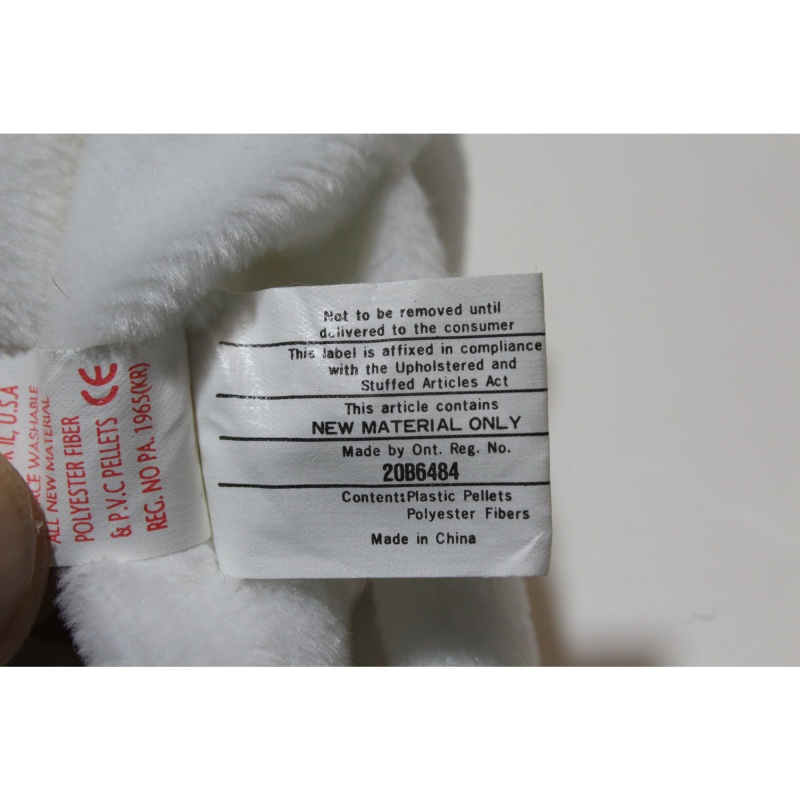 IL, U.S.A
ACE WASHABLE
ALL NEW MATERIAL
POLYESTER FIBER
& P.V.C PELLETS CE
REG. NO PA. 1965(KR)
Not to be removed until
delivered to the consumer
This label is affixed in compliance
with the Upholstered and
Stuffed Articles Act
This article contains
NEW MATERIAL ONLY
Made by Ont. Reg. No.
20B6484
Content:Plastic Pellets
Polyester Fibers
Made in China